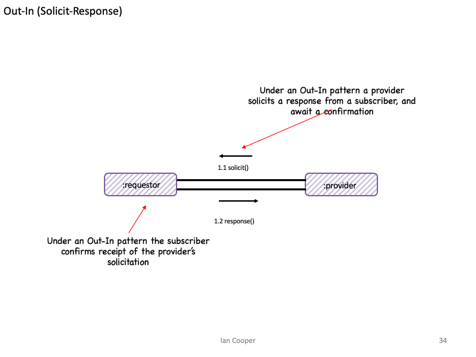 Out-In (Solicit-Response)
Under an Out-In pattern a provider
solicits a response from a subscriber, and
await a confirmation
1.1 solicit()
:requestor
:provider
1.2 response()
Under an Out-In pattern the subscriber
confirms receipt of the provider's
solicitation
Ian Cooper
34